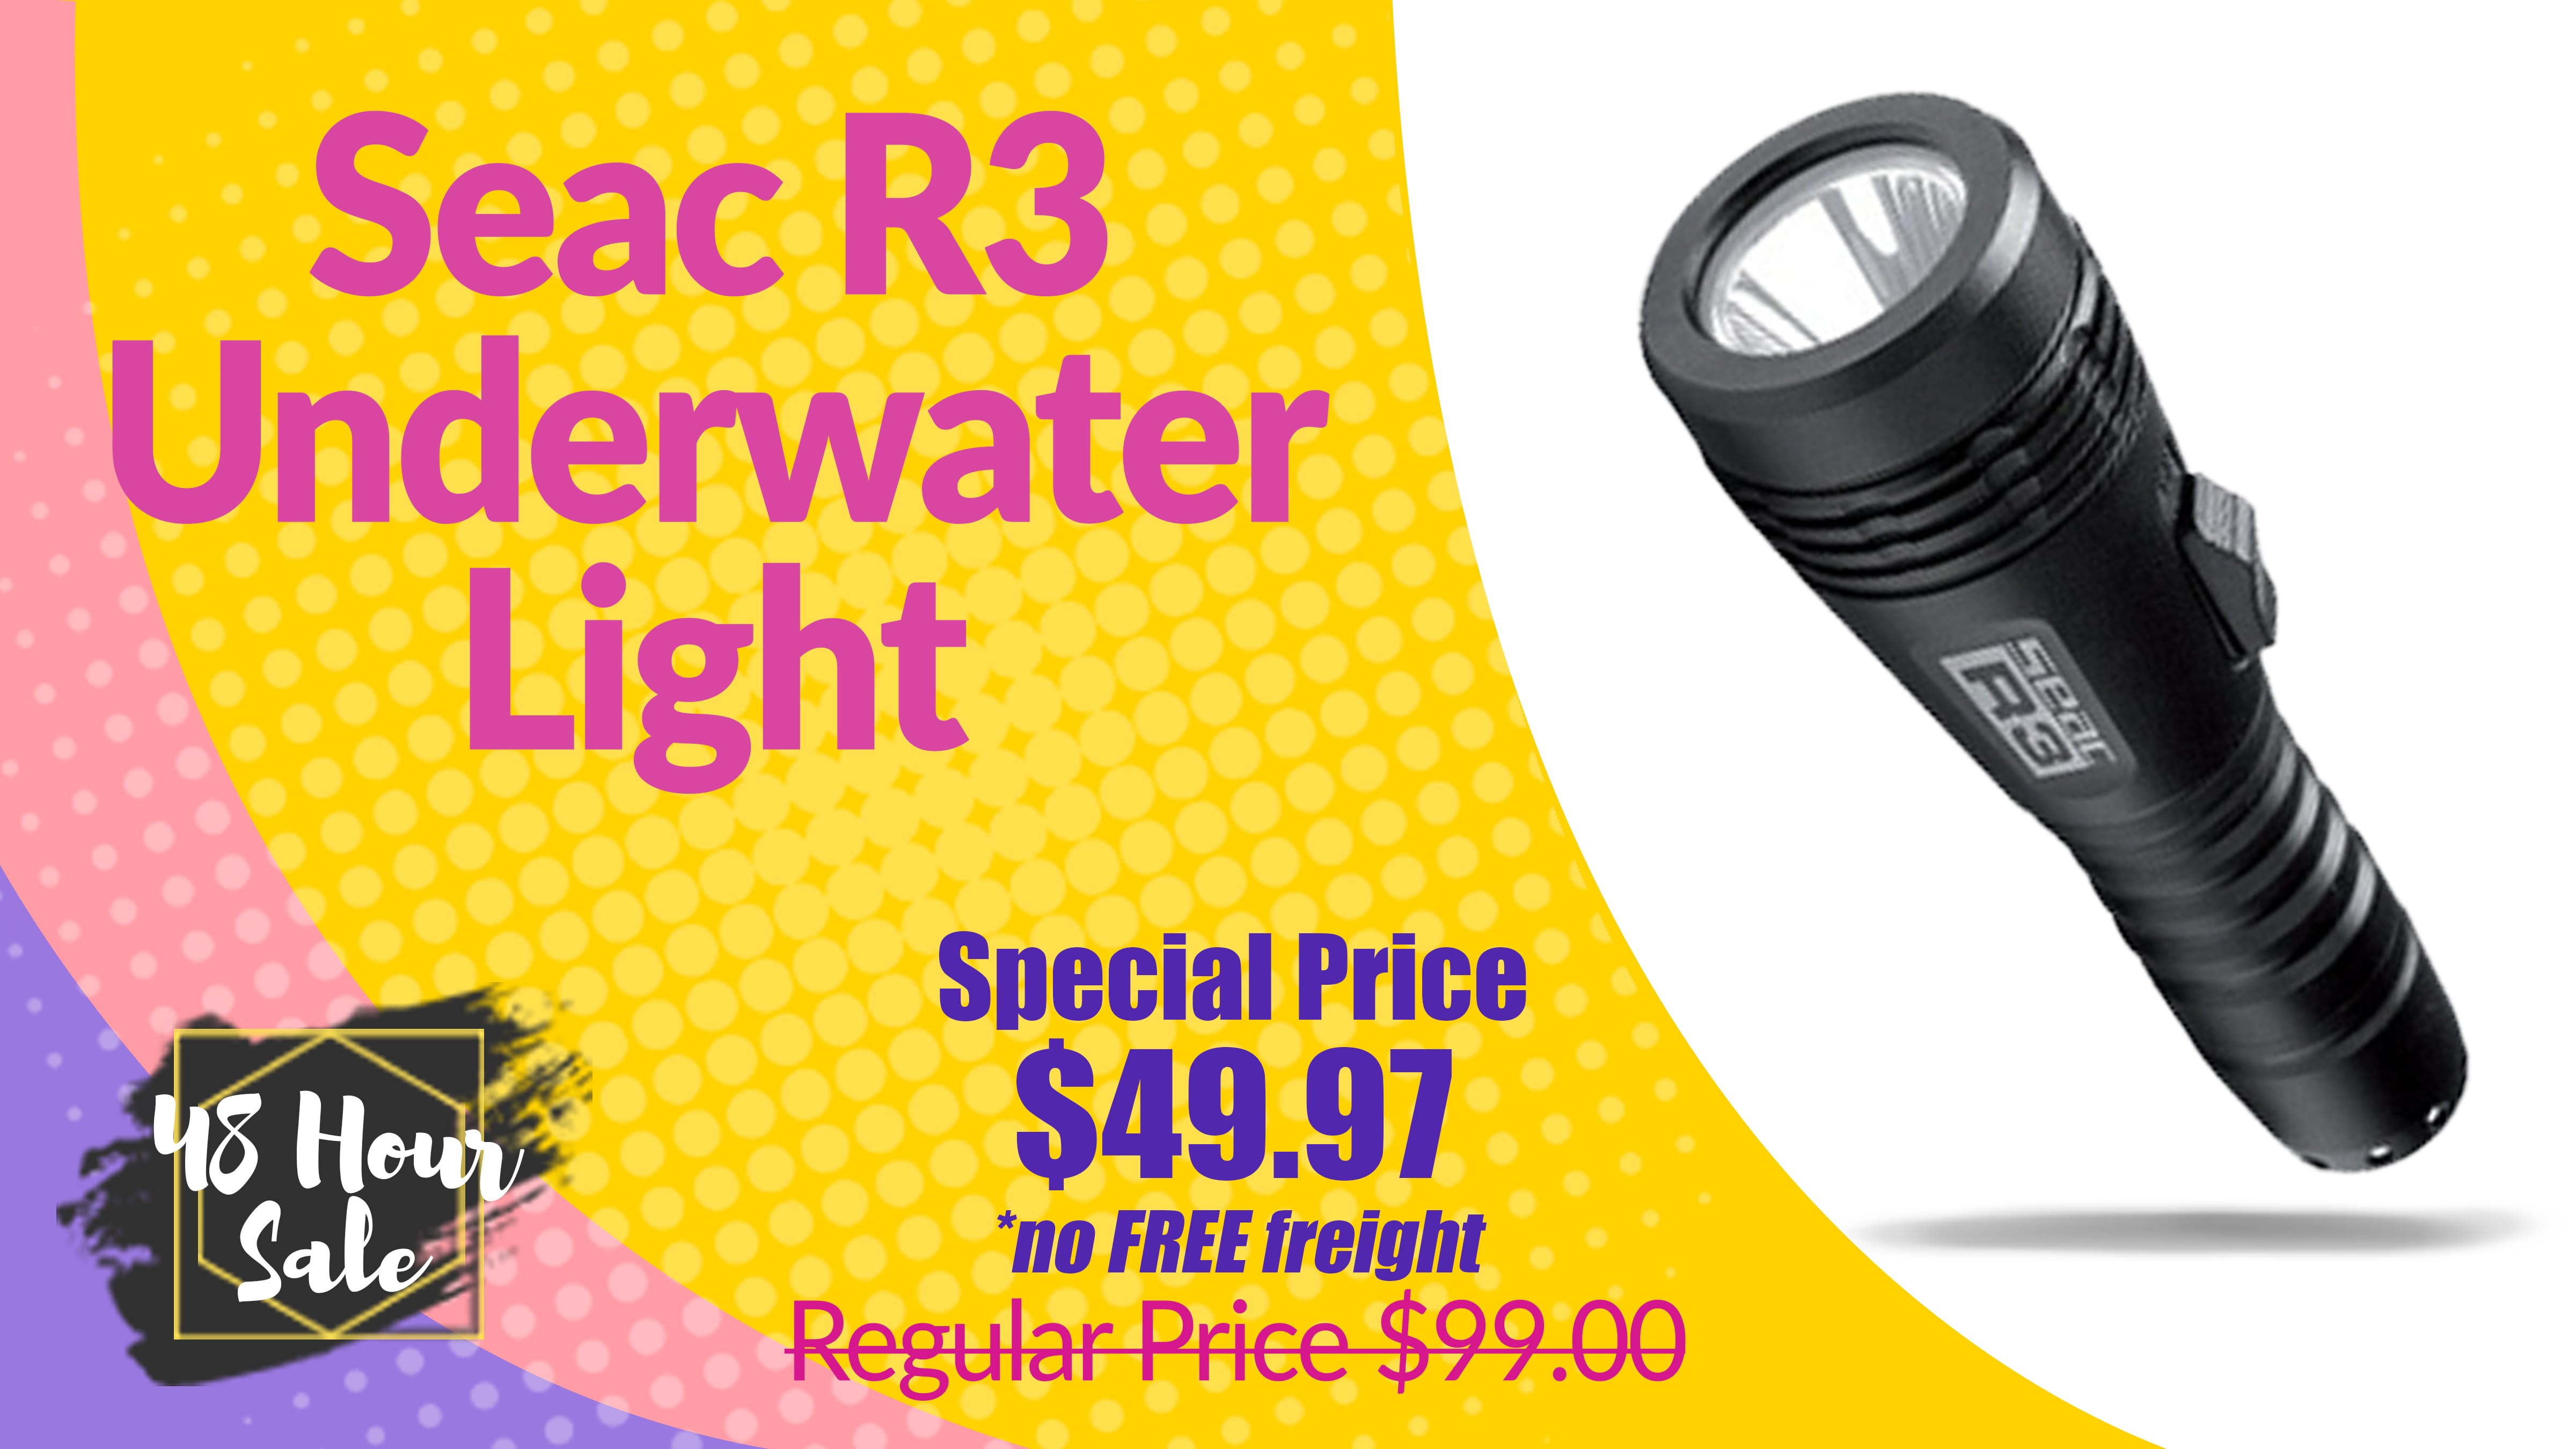 Seac R3
Underwater
Light
seac
R3
Special Price
$49.97
*no FREE freight
Regular Price $99.00
48 Hour
Sale